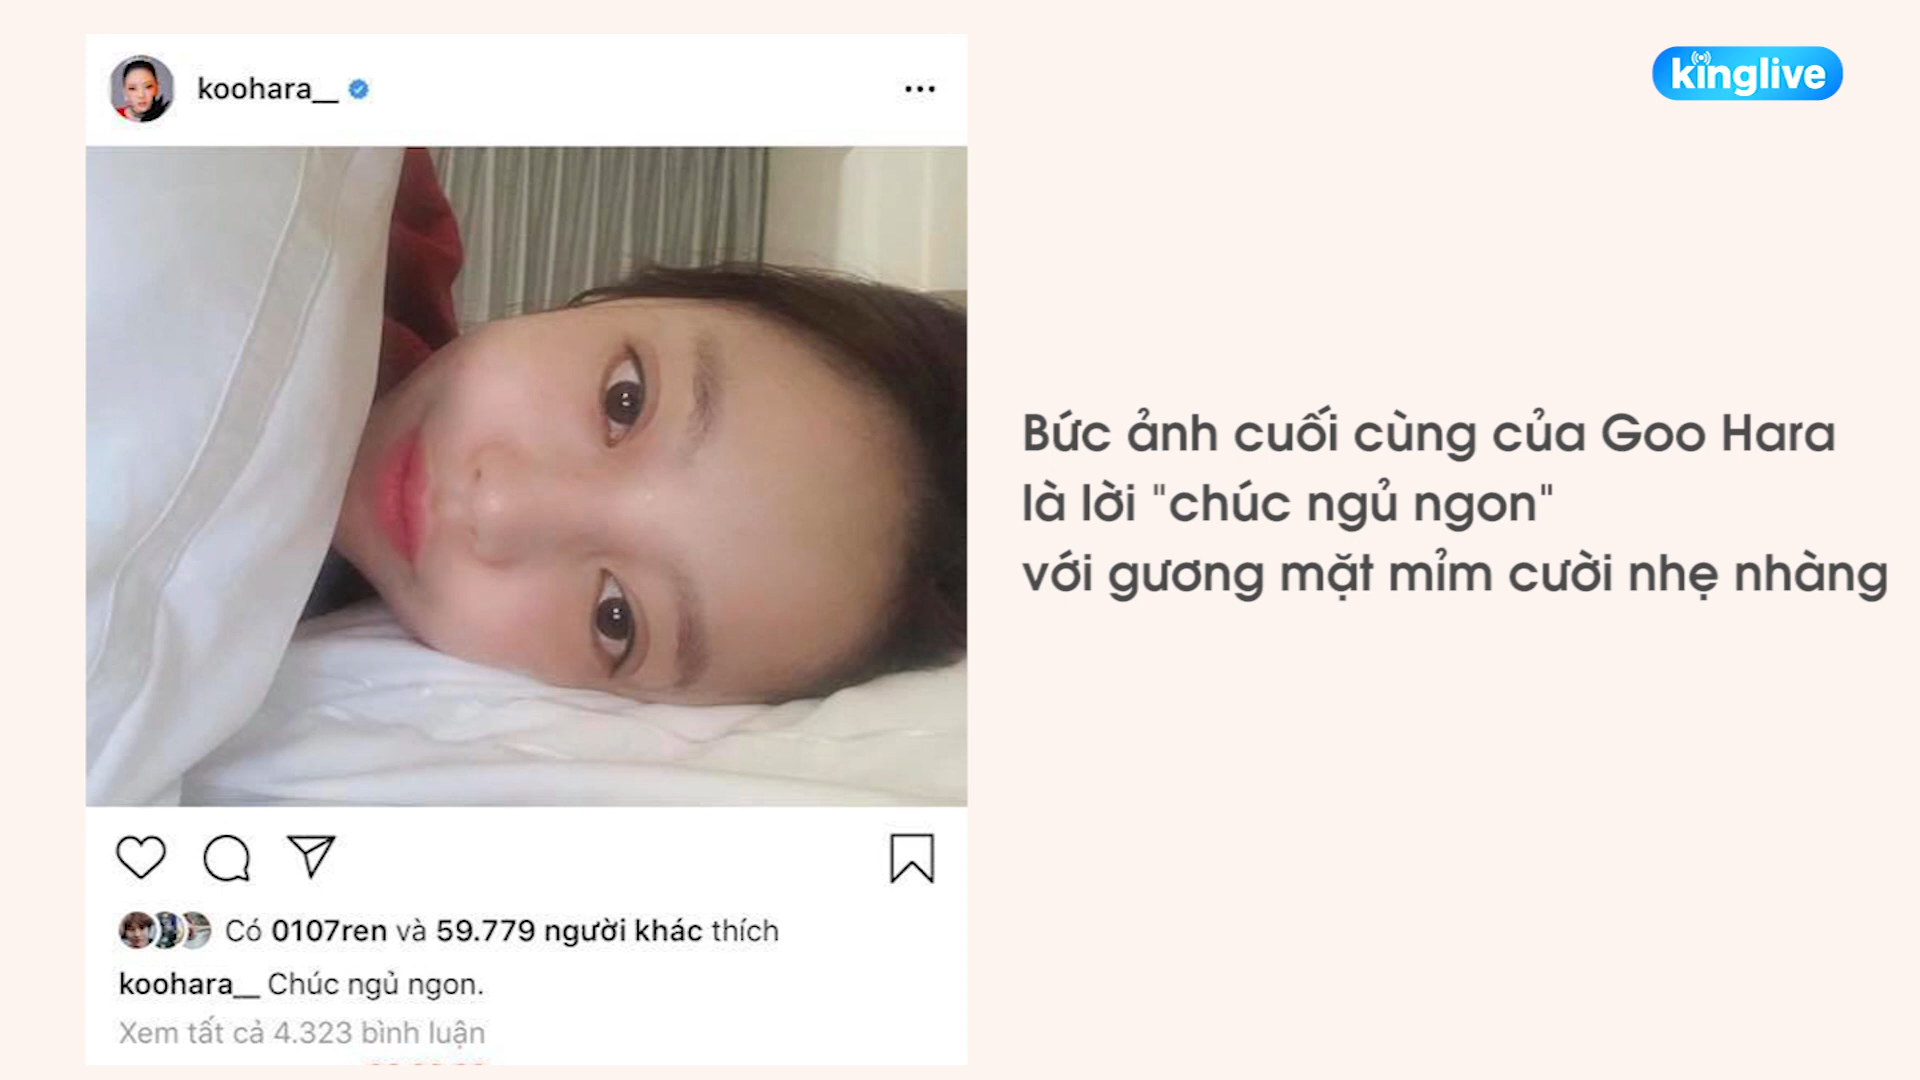 koohara__
kinglive
Bức ảnh cuối cùng của Goo Hara
là lời "chúc ngủ ngon"
với gương mặt mỉm cười nhẹ nhàng
Có 0107ren và 59.779 người khác thích
koohara__ Chúc ngủ ngon.
Xem tất cả 4.323 bình luận